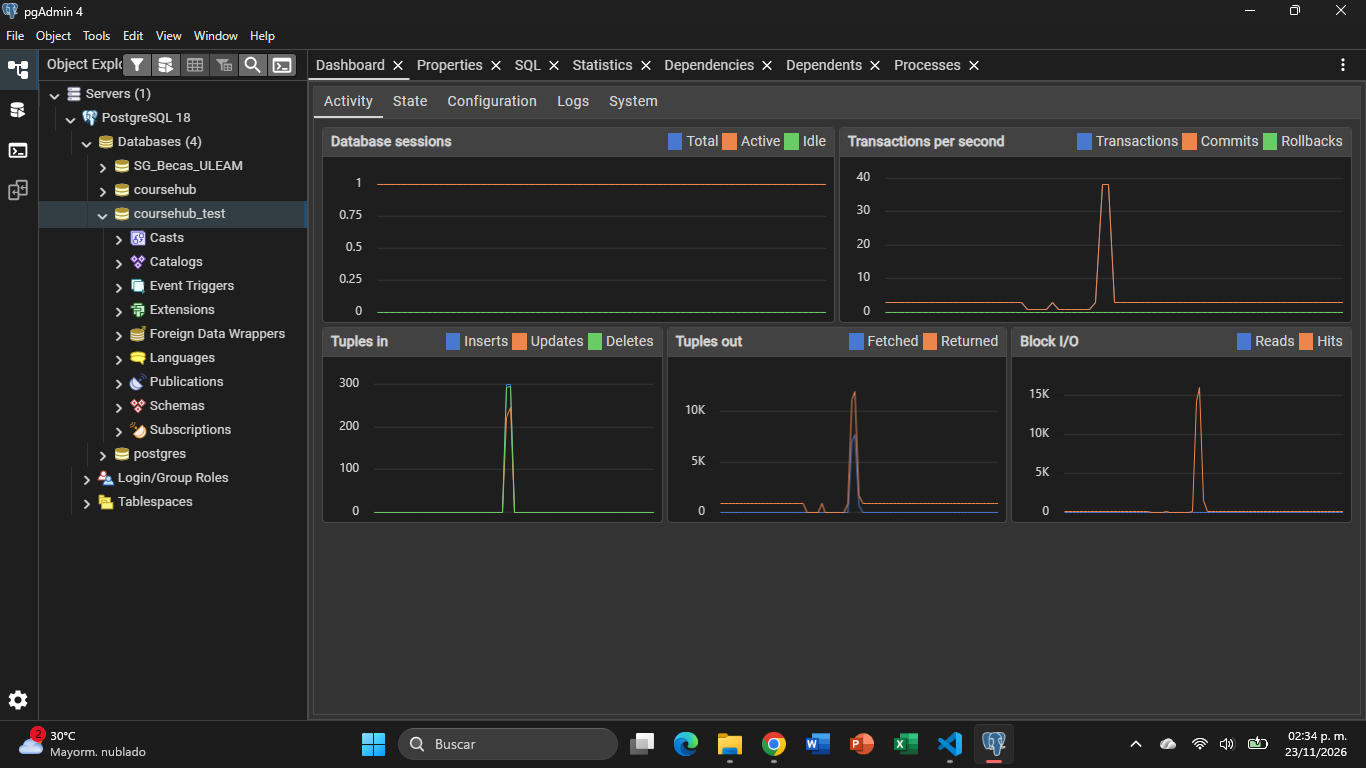 pgAdmin 4
File Object Tools Edit View Window Help
Object Explo
Dashboard Properties SQL Statistics Dependencies Dependents Processes
Servers (1)
PostgreSQL 18
Databases (4)
SG_Becas_ULEAM
coursehub
coursehub_test
Casts
Catalogs
Event Triggers
Extensions
Foreign Data Wrappers
Languages
Publications
Schemas
Subscriptions
postgres
Login/Group Roles
Tablespaces
Activity State Configuration Logs System
Database sessions Total Active Idle
1
0.75
0.5
0.25
0
Transactions per second Transactions Commits Rollbacks
40
30
20
10
0
Tuples in Inserts Updates Deletes
300
200
100
0
Tuples out Fetched Returned
10K
5K
0
Block I/O Reads Hits
15K
10K
5K
0
2
30°C
Mayorm. nublado
Buscar
02:34 p. m.
23/11/2026